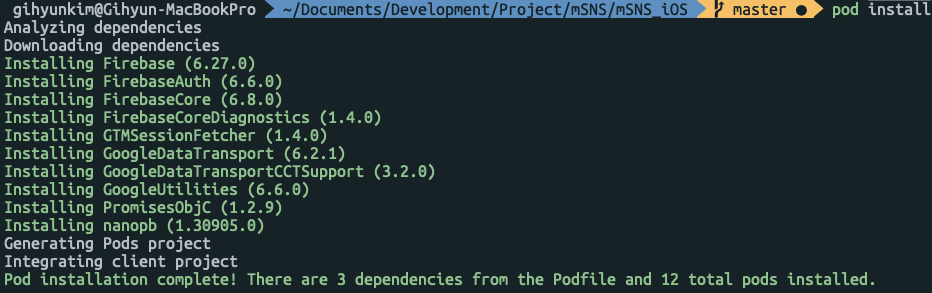 gihyunkim@Gihyun-MacBookPro ~/Documents/Development/Project/mSNS/mSNS_iOS master ● pod install
Analyzing dependencies
Downloading dependencies
Installing Firebase (6.27.0)
Installing FirebaseAuth (6.6.0)
Installing FirebaseCore (6.8.0)
Installing FirebaseCoreDiagnostics (1.4.0)
Installing GTMSessionFetcher (1.4.0)
Installing GoogleDataTransport (6.2.1)
Installing GoogleDataTransportCCTSupport (3.2.0)
Installing GoogleUtilities (6.6.0)
Installing PromisesObjC (1.2.9)
Installing nanopb (1.30905.0)
Generating Pods project
Integrating client project
Pod installation complete! There are 3 dependencies from the Podfile and 12 total pods installed.